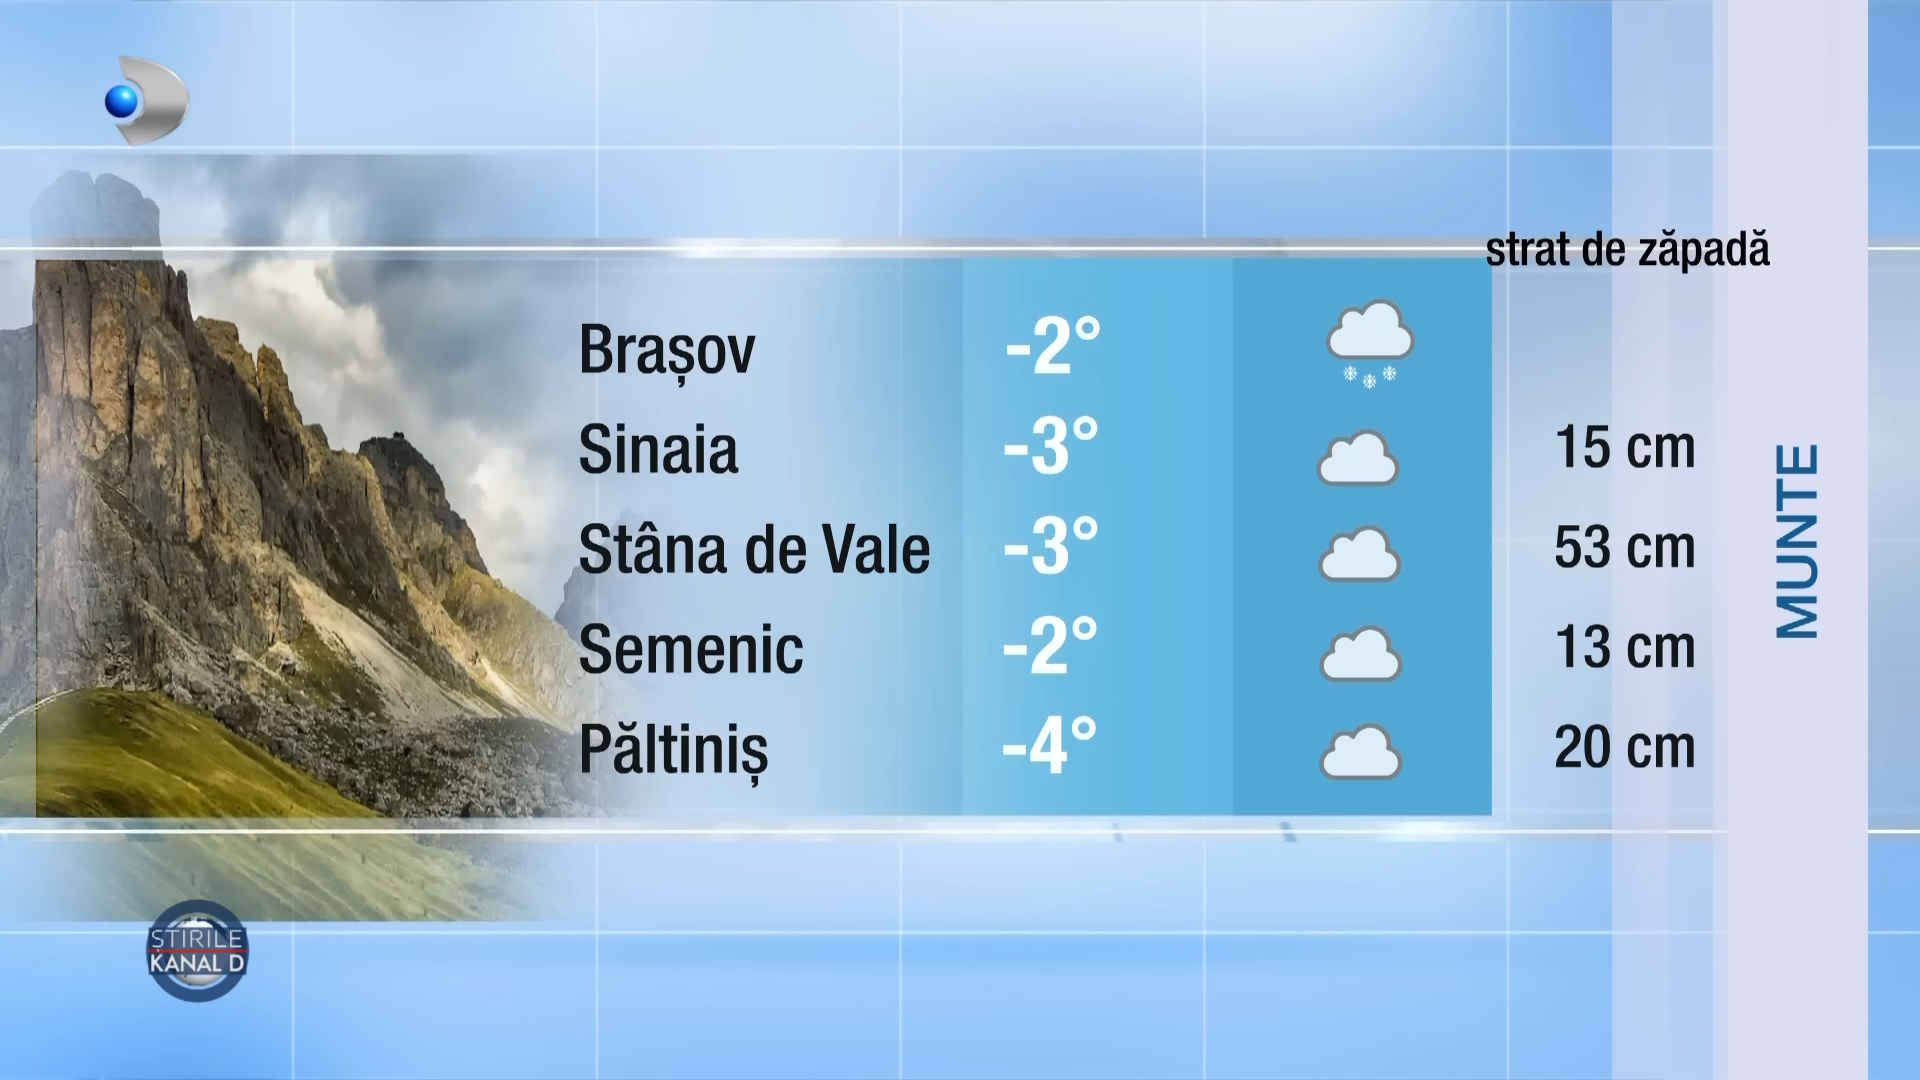 strat de zăpadă
Brașov -2°
Sinaia -3° 15 cm
Stâna de Vale -3° 53 cm
Semenic -2° 13 cm
Păltiniș -4° 20 cm
MUNTE
ȘTIRILE
KANAL D